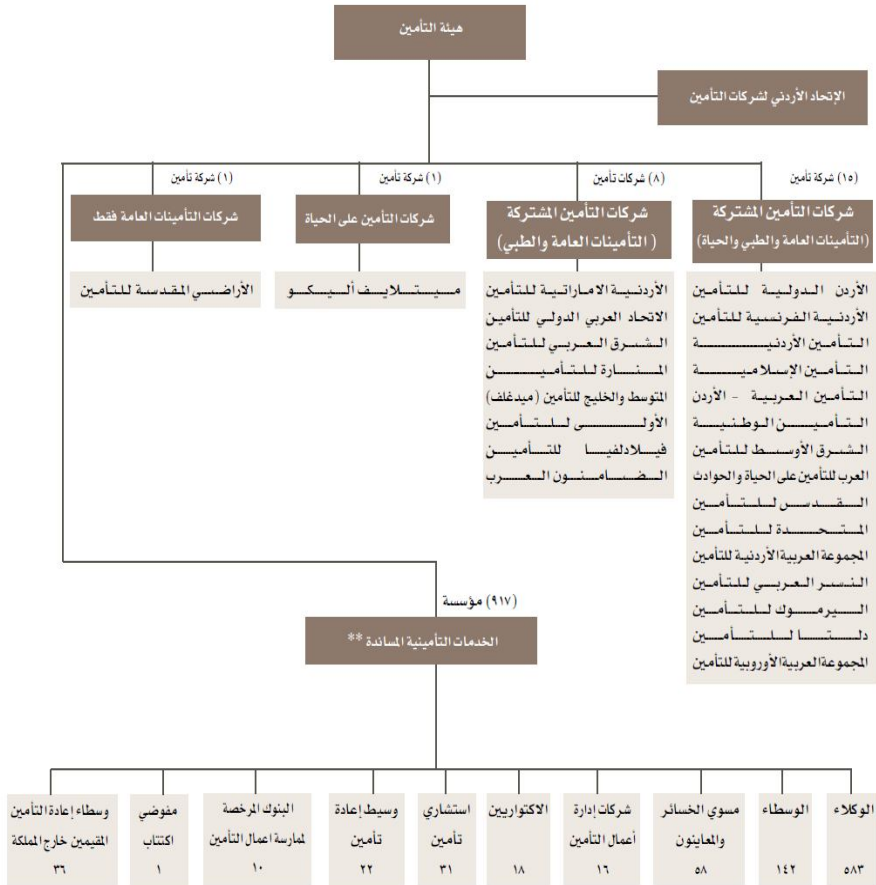 هيئة التأمين
الإتحاد الأردني لشركات التأمين
(١٥) شركة تأمين
شركات التأمين المشتركة
(التأمينات العامة والطبي والحياة)
الأردن الدولية للتأمين
الأردنية الفرنسية للتأمين
التأمين الأردنية
التأمين الإسلامية
التأمين العربية - الأردن
التأمين الوطنية
الشرق الأوسط للتأمين
العرب للتأمين على الحياة والحوادث
القدس للتأمين
المتحدة للتأمين
المجموعة العربية الأردنية للتأمين
النسر العربي للتأمين
اليرموك للتأمين
دلتا للتأمين
المجموعة العربية الأوروبية للتأمين
(٨) شركات تأمين
شركات التأمين المشتركة
( التأمينات العامة والطبي)
الأردنية الاماراتية للتأمين
الاتحاد العربي الدولي للتأمين
الشرق العربي للتأمين
المنارة للتأمين
المتوسط والخليج للتأمين (ميدغلف)
الأولى للتأمين
فيلادلفيا للتأمين
الضامنون العرب
(١) شركة تأمين
شركات التأمين على الحياة
ميتلايف أليكو
(١) شركة تأمين
شركات التأمينات العامة فقط
الأراضي المقدسة للتأمين
(٩١٧) مؤسسة
الخدمات التأمينية المساندة **
الوكلاء
٥٨٣
الوسطاء
١٤٢
مسوي الخسائر
والمعاينون
٥٨
شركات إدارة
أعمال التأمين
١٦
الاكتواريين
١٨
استشاري
تأمين
٣١
وسيط إعادة
تأمين
٢٢
البنوك المرخصة
لممارسة اعمال التأمين
١٠
مفوضي
اكتتاب
١
وسطاء إعادة التأمين
المقيمين خارج المملكة
٣٦